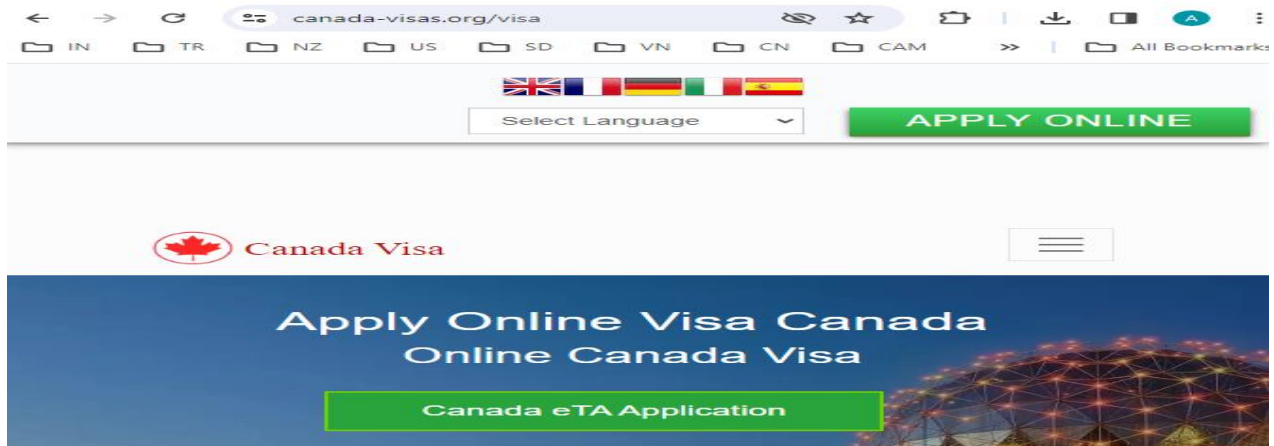 canada-visas.org/visa
A
IN TR NZ US SD VN CN CAM >> All Bookmarks
Select Language
APPLY ONLINE
Canada Visa
Apply Online Visa Canada
Online Canada Visa
Canada eTA Application